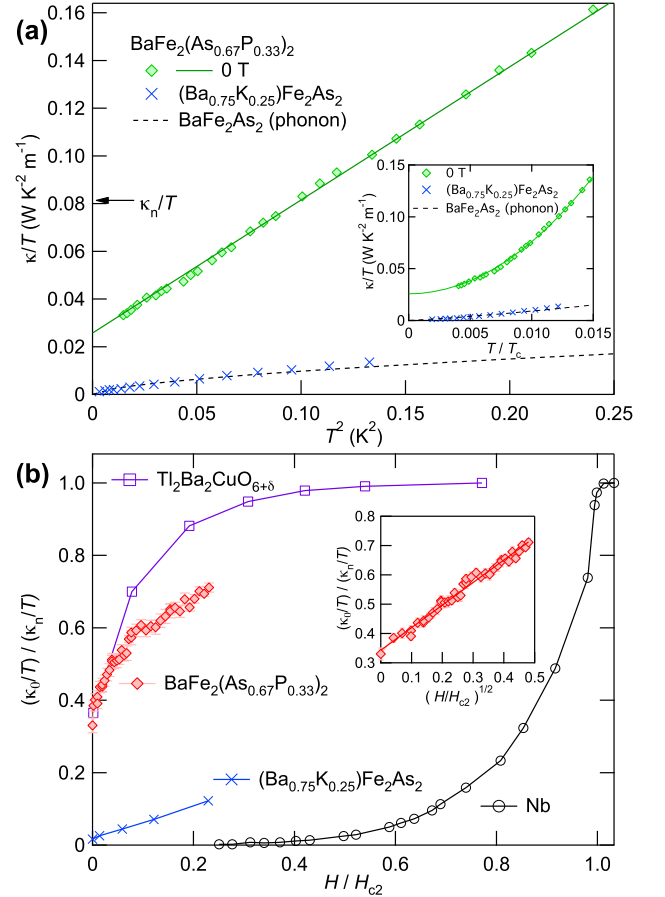 (a)
0.16
0.14
0.12
0.10
0.08
0.06
0.04
0.02
0
κ/T (W K⁻² m⁻¹)
BaFe₂(As₀.₆₇P₀.₃₃)₂
0 T
(Ba₀.₇₅K₀.₂₅)Fe₂As₂
BaFe₂As₂ (phonon)
κₙ/T
0.15
0.10
0.05
0.00
κ/T (W K⁻² m⁻¹)
0 T
(Ba₀.₇₅K₀.₂₅)Fe₂As₂
BaFe₂As₂ (phonon)
0 0.005 0.010 0.015
T / T_c
0 0.05 0.10 0.15 0.20 0.25
T² (K²)
(b)
1.0
0.8
0.6
0.4
0.2
0
(κ₀/T) / (κₙ/T)
Tl₂Ba₂CuO₆₊δ
0.8
0.7
0.6
0.5
0.4
0.3
(κ₀/T) / (κₙ/T)
0 0.1 0.2 0.3 0.4 0.5
(H/H_c2)^1/2
BaFe₂(As₀.₆₇P₀.₃₃)₂
(Ba₀.₇₅K₀.₂₅)Fe₂As₂
Nb
0 0.2 0.4 0.6 0.8 1.0
H / H_c2